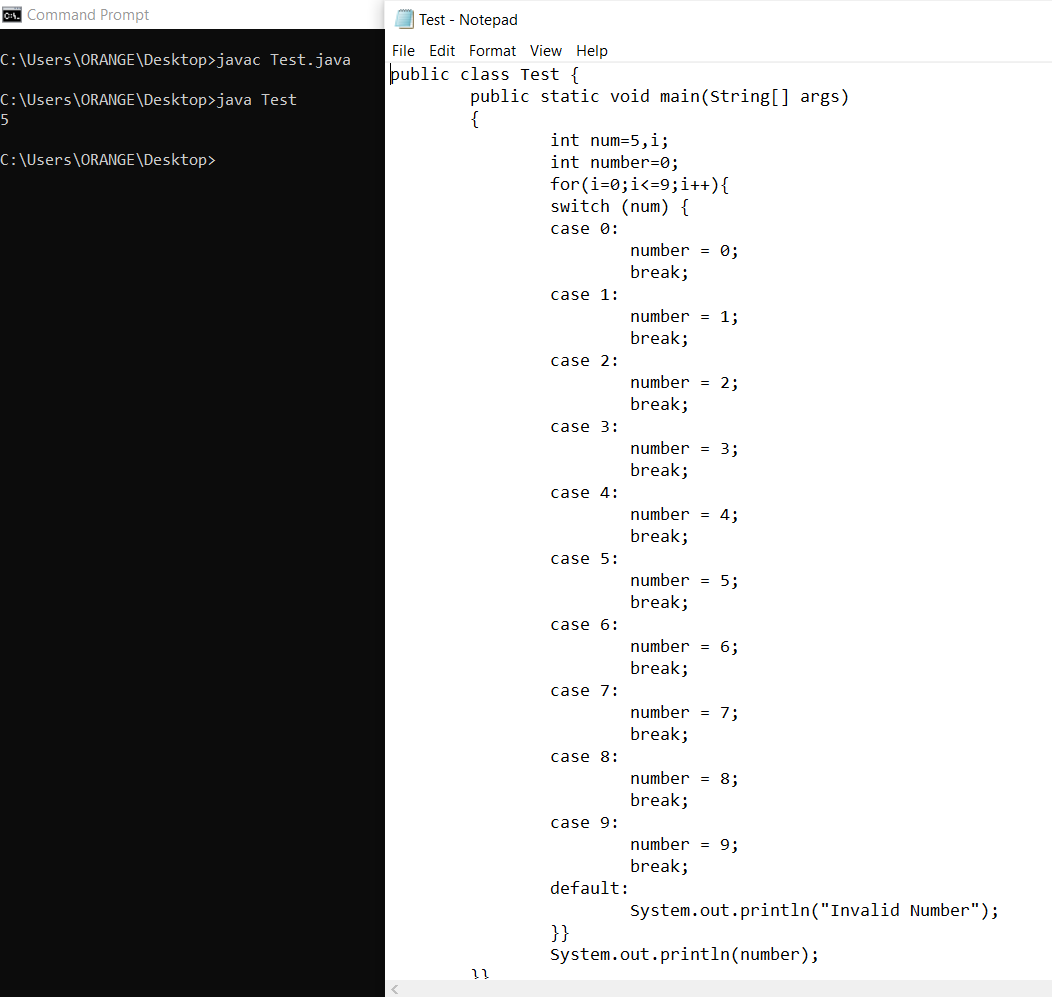 Command Prompt
C:\Users\ORANGE\Desktop>javac Test.java
C:\Users\ORANGE\Desktop>java Test
5
C:\Users\ORANGE\Desktop>
Test - Notepad
File Edit Format View Help
public class Test {
public static void main(String[] args)
{
int num=5,i;
int number=0;
for(i=0;i<=9;i++){
switch (num) {
case 0:
number = 0;
break;
case 1:
number = 1;
break;
case 2:
number = 2;
break;
case 3:
number = 3;
break;
case 4:
number = 4;
break;
case 5:
number = 5;
break;
case 6:
number = 6;
break;
case 7:
number = 7;
break;
case 8:
number = 8;
break;
case 9:
number = 9;
break;
default:
System.out.println("Invalid Number");
}}
System.out.println(number);
}}